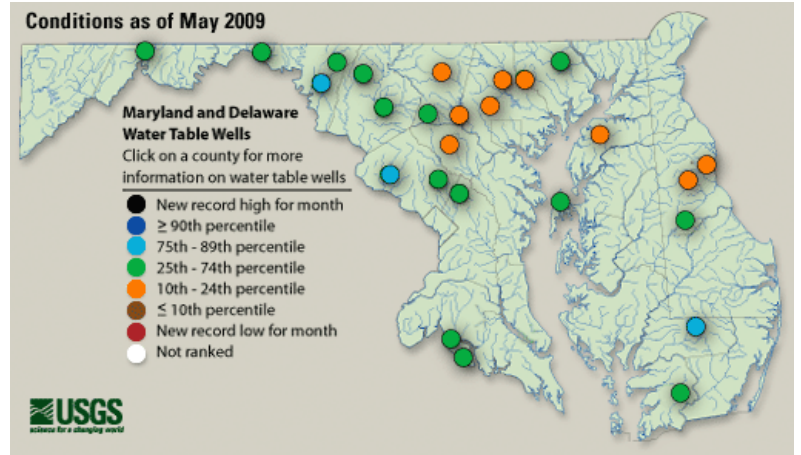 Conditions as of May 2009
Maryland and Delaware
Water Table Wells
Click on a county for more
information on water table wells
New record high for month
≥ 90th percentile
75th - 89th percentile
25th - 74th percentile
10th - 24th percentile
≤ 10th percentile
New record low for month
Not ranked
USGS
science for a changing world